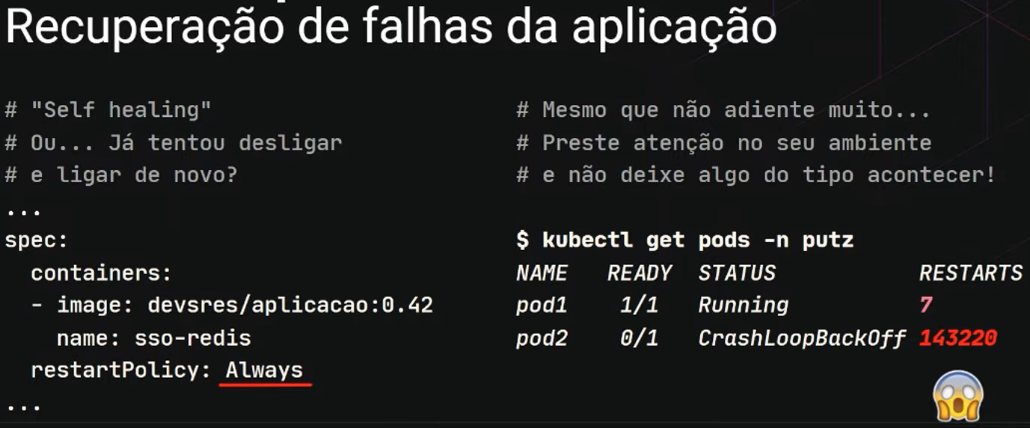 Recuperação de falhas da aplicação
# "Self healing"
# Ou... Já tentou desligar
# e ligar de novo?
...
spec:
  containers:
  - image: devsres/aplicacao:0.42
    name: sso-redis
  restartPolicy: Always
...
# Mesmo que não adiente muito...
# Preste atenção no seu ambiente
# e não deixe algo do tipo acontecer!
$ kubectl get pods -n putz
NAME READY STATUS RESTARTS
pod1 1/1 Running 7
pod2 0/1 CrashLoopBackOff 143220